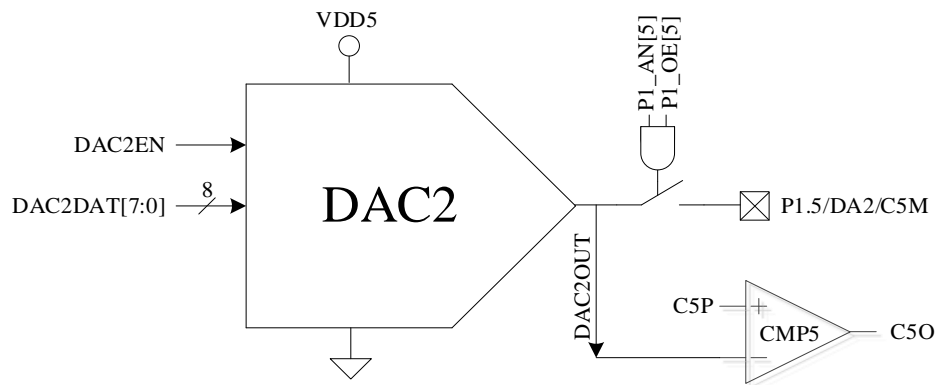 VDD5
P1_AN[5]
P1_OE[5]
DAC2EN
DAC2DAT[7:0]
8
DAC2
P1.5/DA2/C5M
DAC2OUT
C5P
+
CMP5
C5O